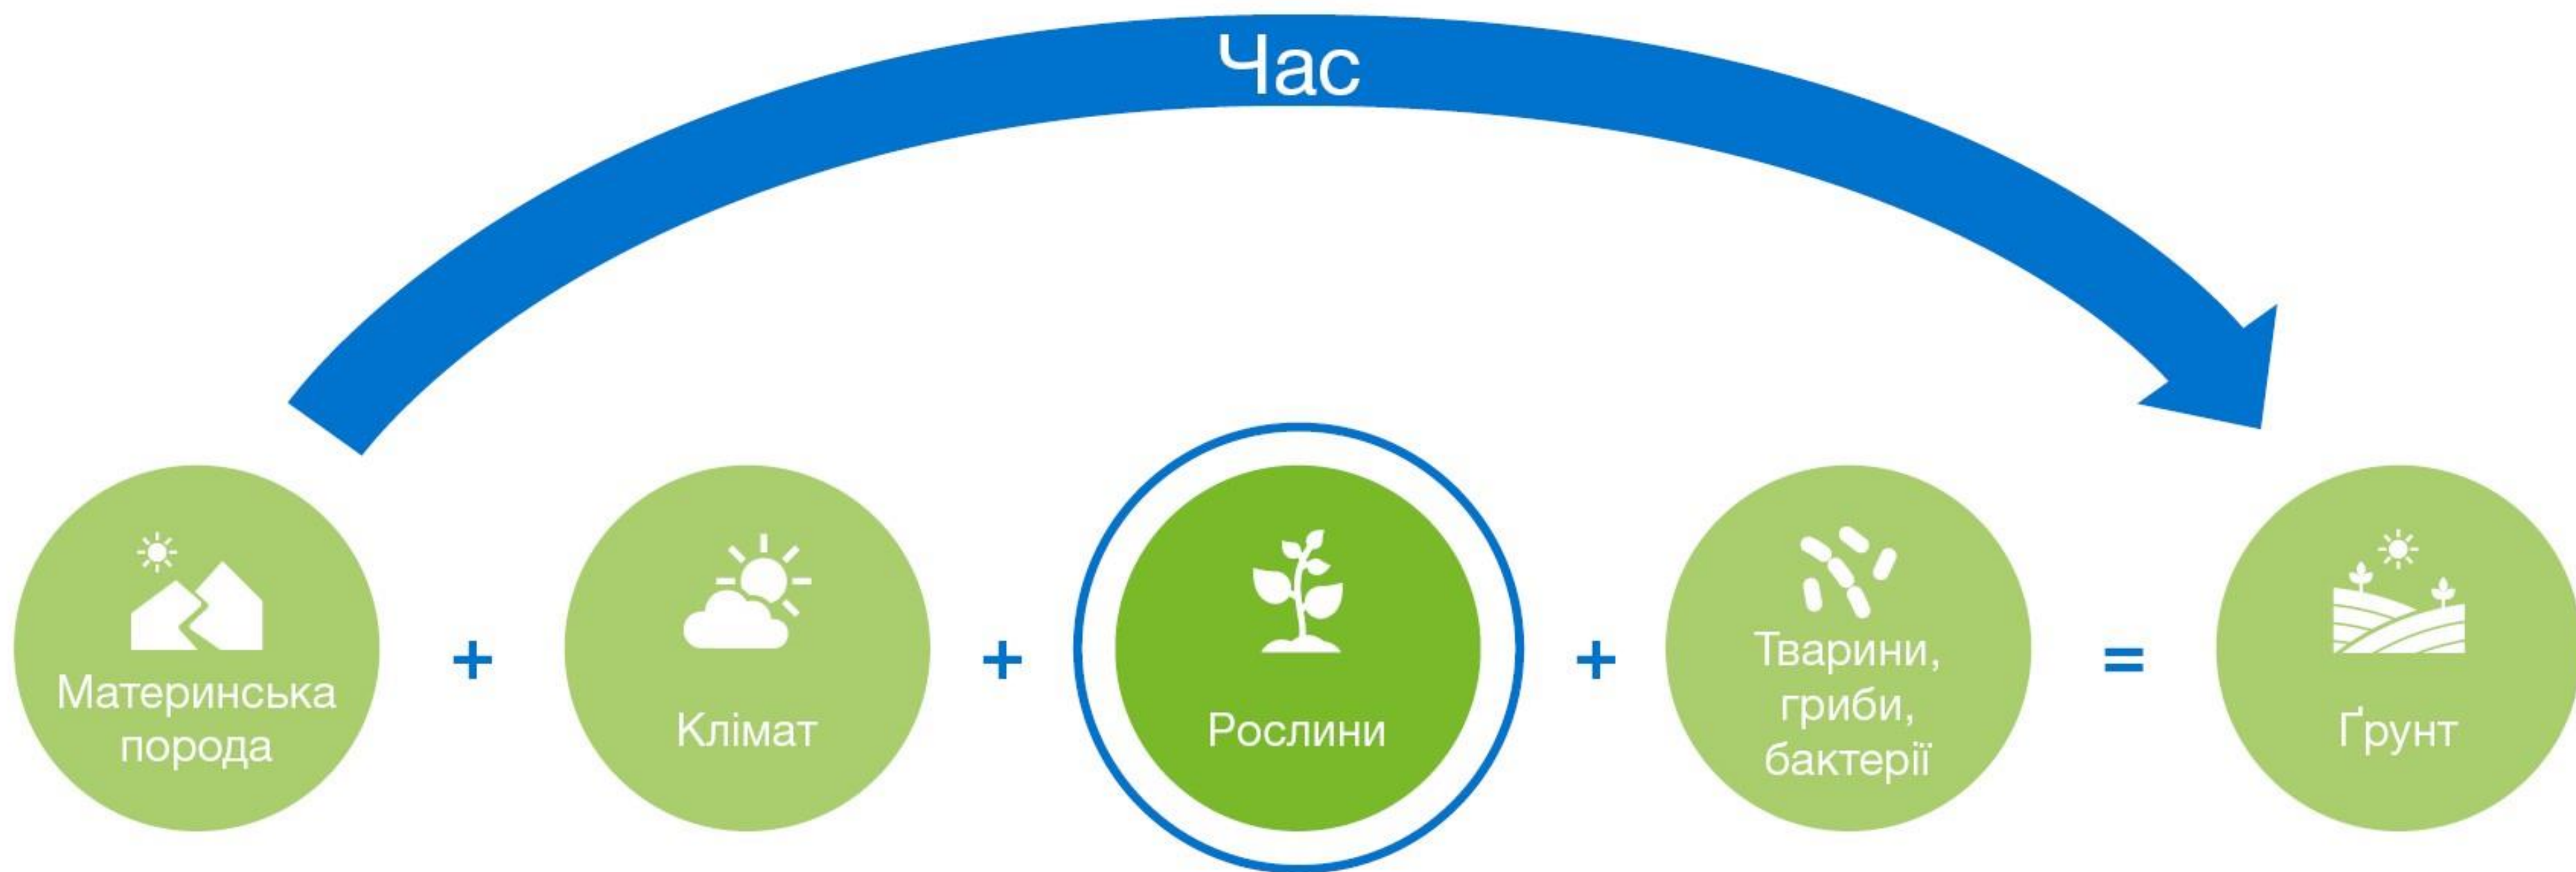 Час
Материнська
порода
+
Клімат
+
Рослини
+
Тварини,
гриби,
бактерії
=
Ґрунт